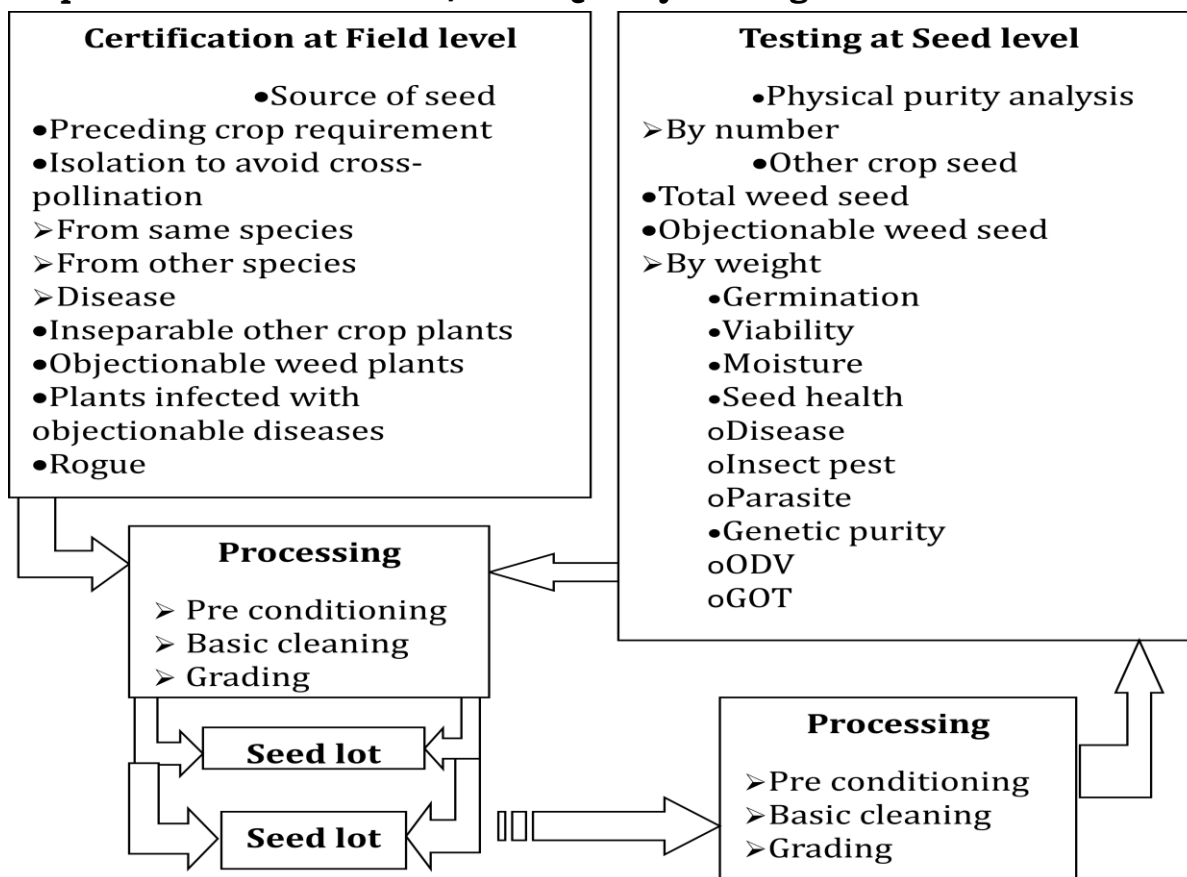 Certification at Field level
●Source of seed
●Preceding crop requirement
●Isolation to avoid cross-
pollination
➢From same species
➢From other species
➢Disease
●Inseparable other crop plants
●Objectionable weed plants
●Plants infected with
objectionable diseases
●Rogue
Testing at Seed level
●Physical purity analysis
➢By number
●Other crop seed
●Total weed seed
●Objectionable weed seed
➢By weight
●Germination
●Viability
●Moisture
●Seed health
oDisease
oInsect pest
oParasite
●Genetic purity
oODV
oGOT
Processing
➢ Pre conditioning
➢ Basic cleaning
➢ Grading
Seed lot
Seed lot
Processing
➢Pre conditioning
➢Basic cleaning
➢Grading